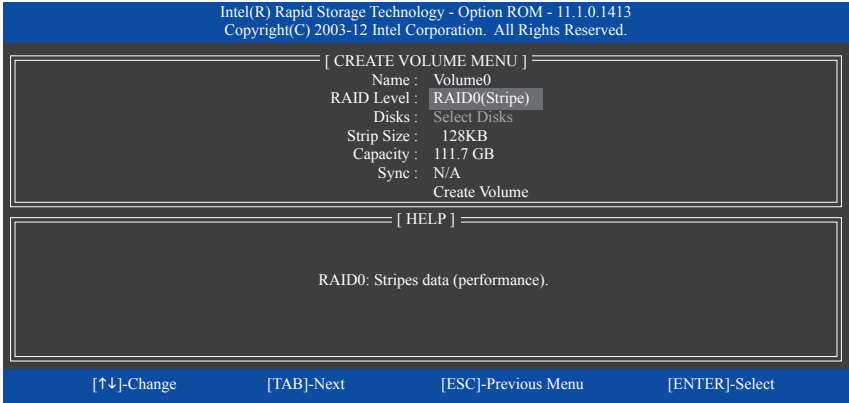 Intel(R) Rapid Storage Technology - Option ROM - 11.1.0.1413
Copyright(C) 2003-12 Intel Corporation. All Rights Reserved.
[ CREATE VOLUME MENU ]
Name : Volume0
RAID Level : RAID0(Stripe)
Disks : Select Disks
Strip Size : 128KB
Capacity : 111.7 GB
Sync : N/A
Create Volume
[ HELP ]
RAID0: Stripes data (performance).
[↑↓]-Change [TAB]-Next [ESC]-Previous Menu [ENTER]-Select